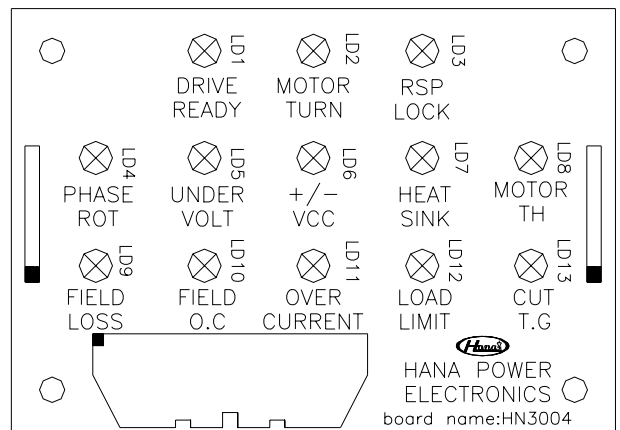 LD1
LD2
LD3
DRIVE
READY
MOTOR
TURN
RSP
LOCK
LD4
LD5
LD6
LD7
LD8
PHASE
ROT
UNDER
VOLT
+/-
VCC
HEAT
SINK
MOTOR
TH
LD9
LD10
LD11
LD12
LD13
FIELD
LOSS
FIELD
O.C
OVER
CURRENT
LOAD
LIMIT
CUT
T.G
Hana's
HANA POWER
ELECTRONICS
board name:HN3004